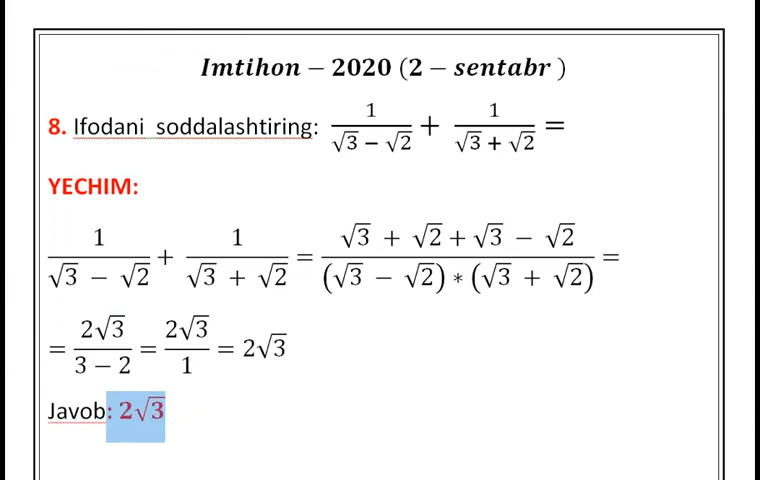 Imtihon – 2020 (2 – sentabr )
8. Ifodani soddalashtiring: 1/(√3 – √2) + 1/(√3 + √2) =
YECHIM:
1/(√3 – √2) + 1/(√3 + √2) = (√3 + √2 + √3 – √2)/((√3 – √2) * (√3 + √2)) =
= 2√3/(3 – 2) = 2√3/1 = 2√3
Javob: 2√3